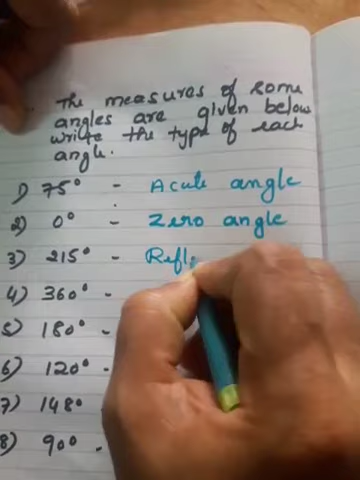 The measures of some
angles are given below
write the type of each
angle.
1) 75° - Acute angle
2) 0° - Zero angle
3) 215° - Refl
4) 360° -
5) 180° -
6) 120° -
7) 148°
8) 90° -